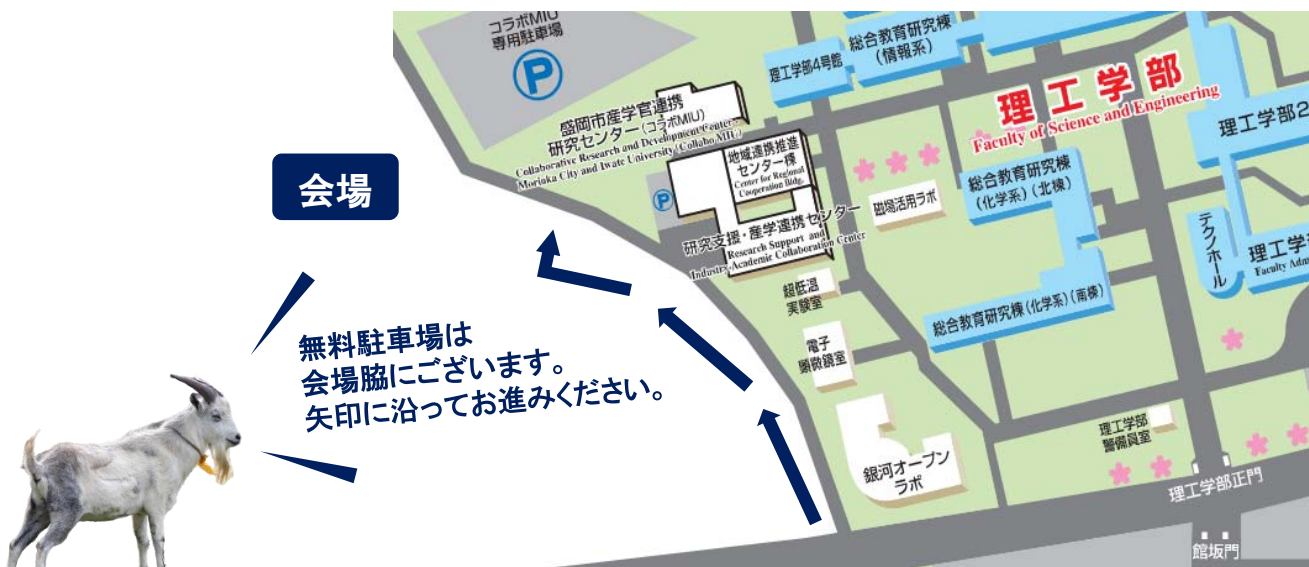 コラボMIU
専用駐車場
P
盛岡市産学官連携
研究センター(コラボMIU)
Collaborative Research and Development Center-
Morioka City and Iwate University (Collabo MIU)
理工学部4号館
総合教育研究棟
(情報系)
理工学部
Faculty of Science and Engineering
理工学部2
地域連携推進
センター棟
Center for Regional
Cooperation Bldg.
P
研究支援・産学連携センター
Research Support and
Industry-Academic Collaboration Center
磁場活用ラボ
総合教育研究棟
(化学系)(北棟)
テクノホール
理工学
Faculty Adm
会場
超低温
実験室
総合教育研究棟(化学系)(南棟)
電子
顕微鏡室
無料駐車場は
会場脇にございます。
矢印に沿ってお進みください。
銀河オープン
ラボ
理工学部
警備員室
理工学部正門
館坂門